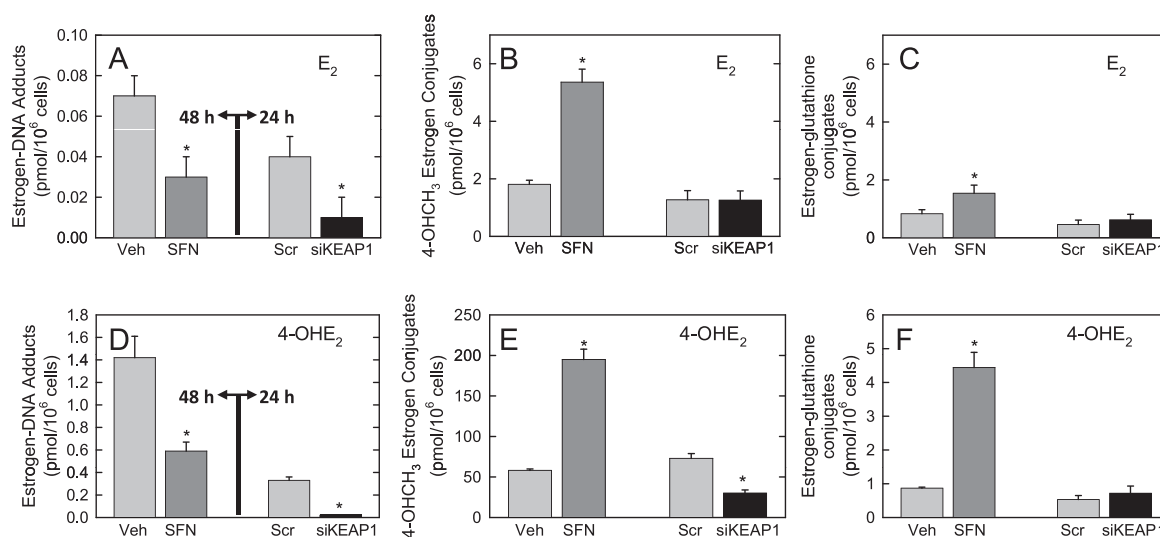 A
E2
Estrogen-DNA Adducts
(pmol/10^6 cells)
0.10
0.08
0.06
0.04
0.02
0.00
48 h
24 h
*
*
Veh
SFN
Scr
siKEAP1
B
E2
4-OHCH3 Estrogen Conjugates
(pmol/10^6 cells)
6
4
2
0
*
Veh
SFN
Scr
siKEAP1
C
E2
Estrogen-glutathione
conjugates
(pmol/10^6 cells)
6
4
2
0
*
Veh
SFN
Scr
siKEAP1
D
4-OHE2
Estrogen-DNA Adducts
(pmol/10^6 cells)
1.8
1.6
1.4
1.2
1.0
0.8
0.6
0.4
0.2
0.0
48 h
24 h
*
*
Veh
SFN
Scr
siKEAP1
E
4-OHE2
4-OHCH3 Estrogen Conjugates
(pmol/10^6 cells)
250
200
150
100
50
0
*
*
Veh
SFN
Scr
siKEAP1
F
4-OHE2
Estrogen-glutathione
conjugates
(pmol/10^6 cells)
6
5
4
3
2
1
0
*
Veh
SFN
Scr
siKEAP1